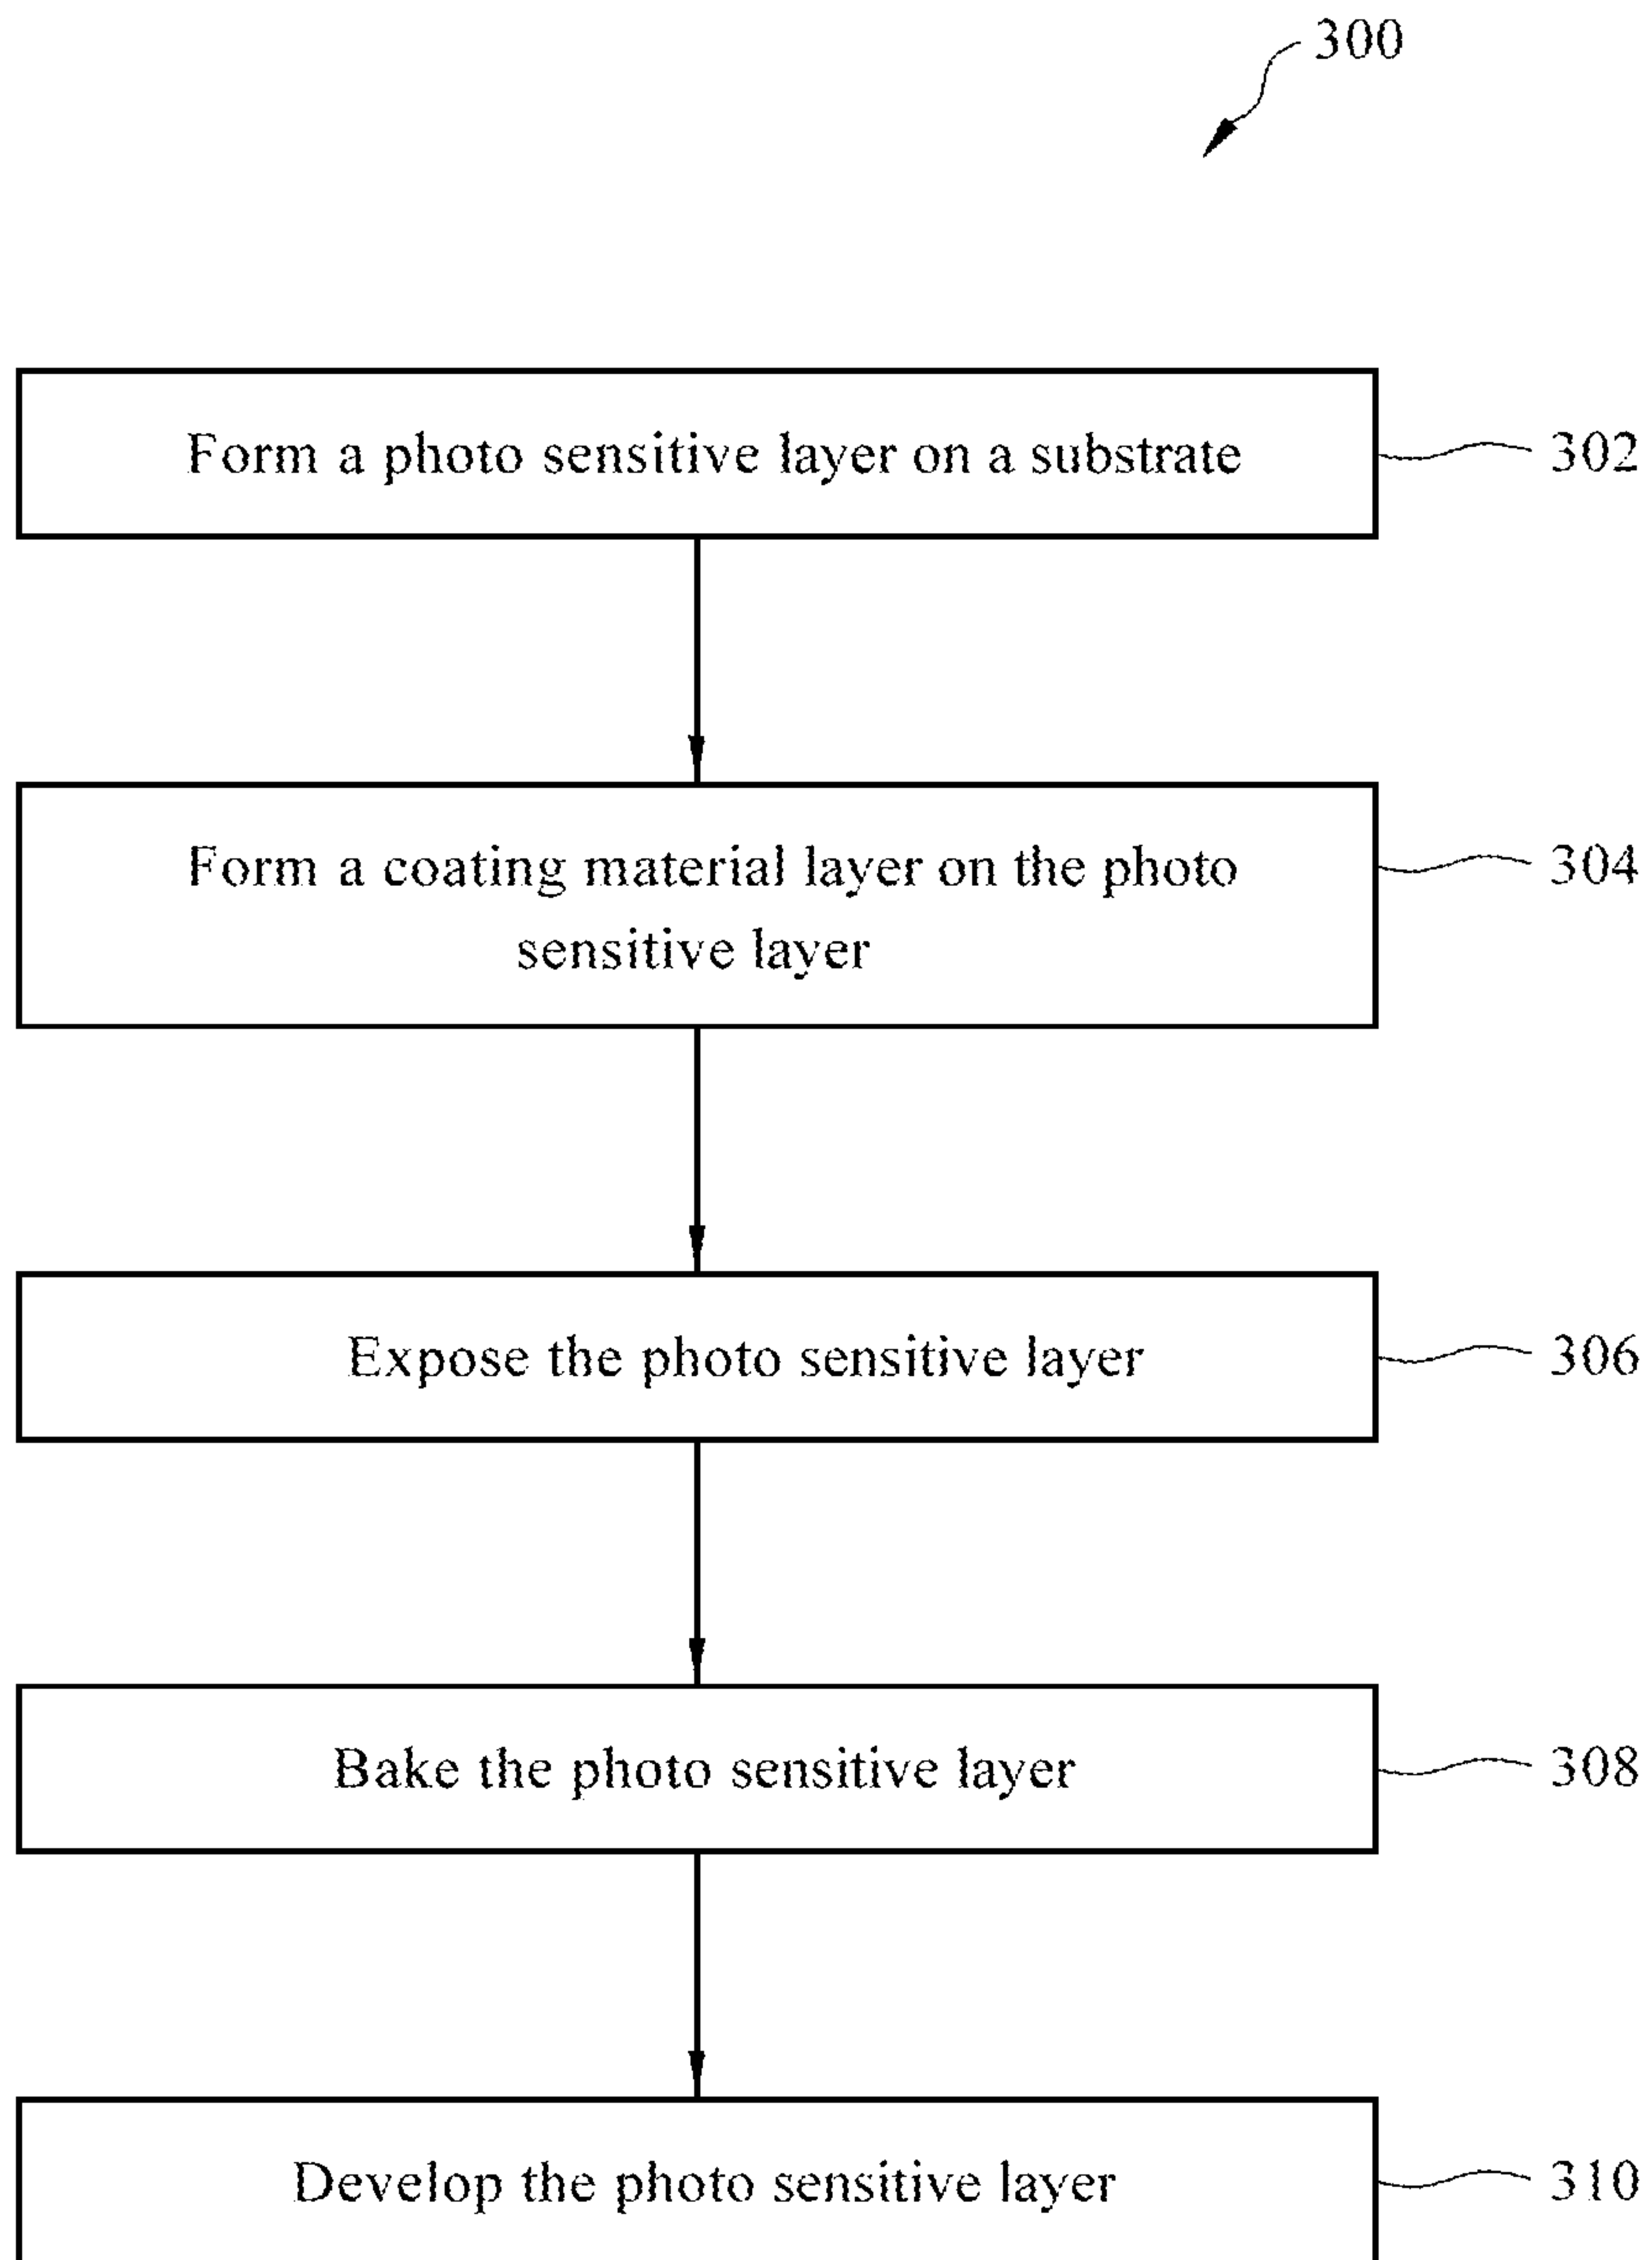 300
Form a photo sensitive layer on a substrate
302
Form a coating material layer on the photo
sensitive layer
304
Expose the photo sensitive layer
306
Bake the photo sensitive layer
308
Develop the photo sensitive layer
310